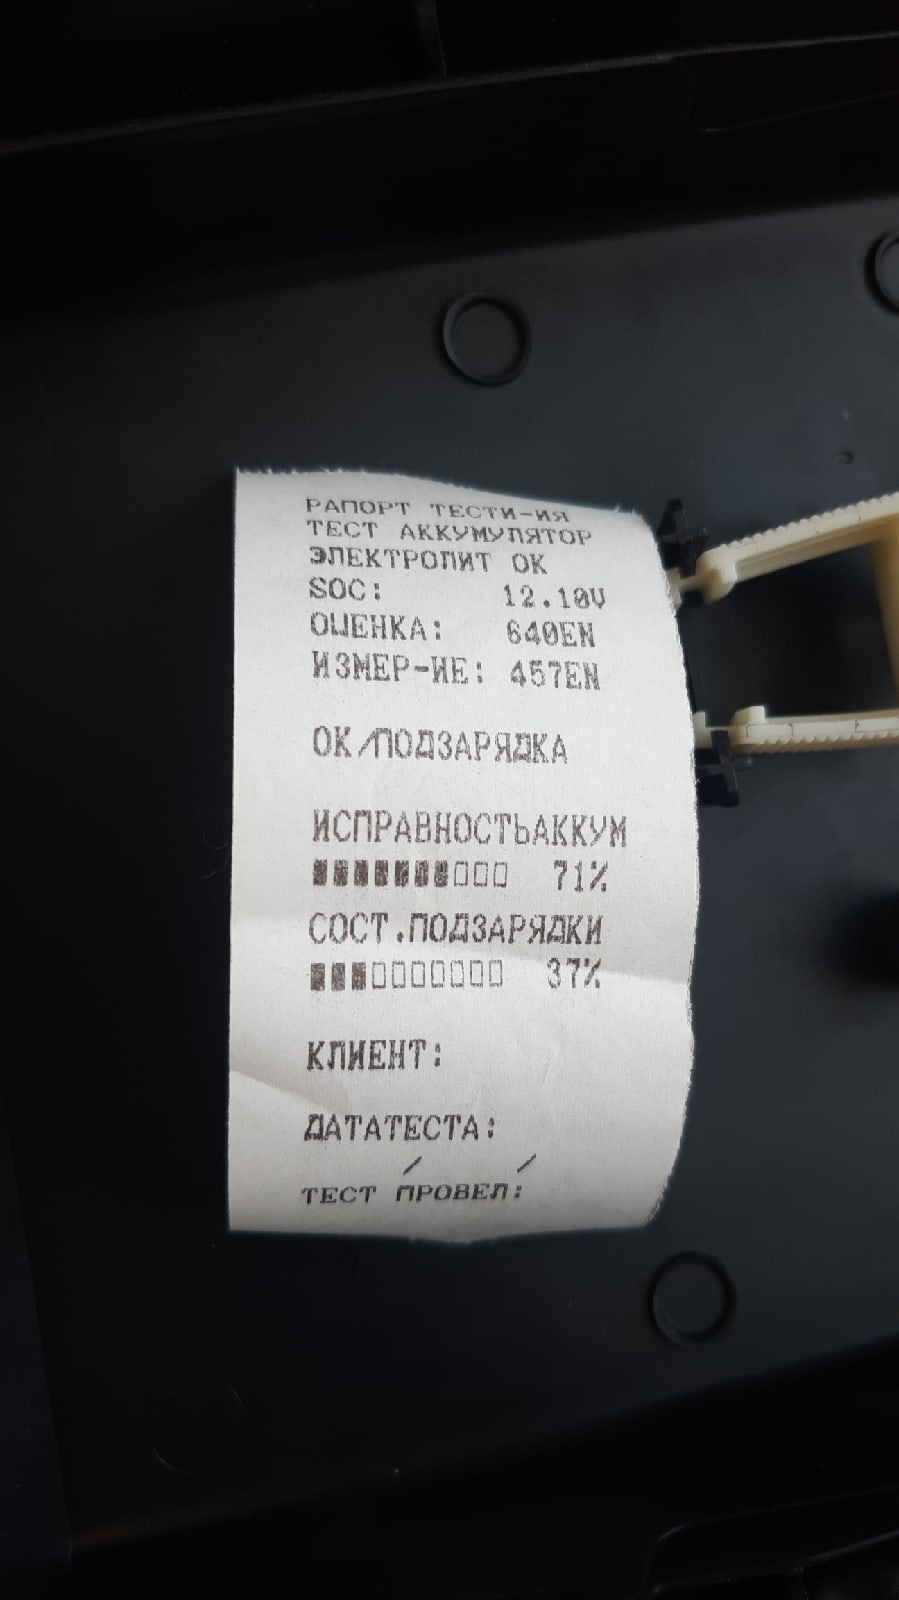 РАПОРТ ТЕСТИ-ИЯ
ТЕСТ АККУМУЛЯТОР
ЭЛЕКТРОЛИТ ОК
SOC: 12.10V
ОЦЕНКА: 640EN
ИЗМЕР-ИЕ: 457EN
ОК/ПОДЗАРЯДКА
ИСПРАВНОСТЬАККУМ
71%
СОСТ.ПОДЗАРЯДКИ
37%
КЛИЕНТ:
ДАТАТЕСТА:
/ /
ТЕСТ ПРОВЕЛ: